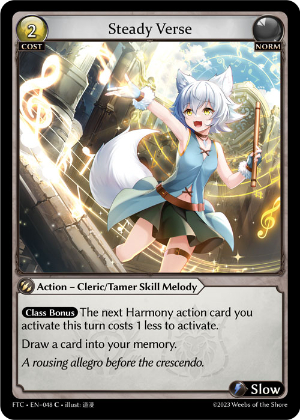 2
Steady Verse
COST
NORM
Action – Cleric/Tamer Skill Melody
Class Bonus The next Harmony action card you
activate this turn costs 1 less to activate.
Draw a card into your memory.
A rousing allegro before the crescendo.
Slow
FTC • EN-048 C • illust: 道凜
©2023 Weebs of the Shore